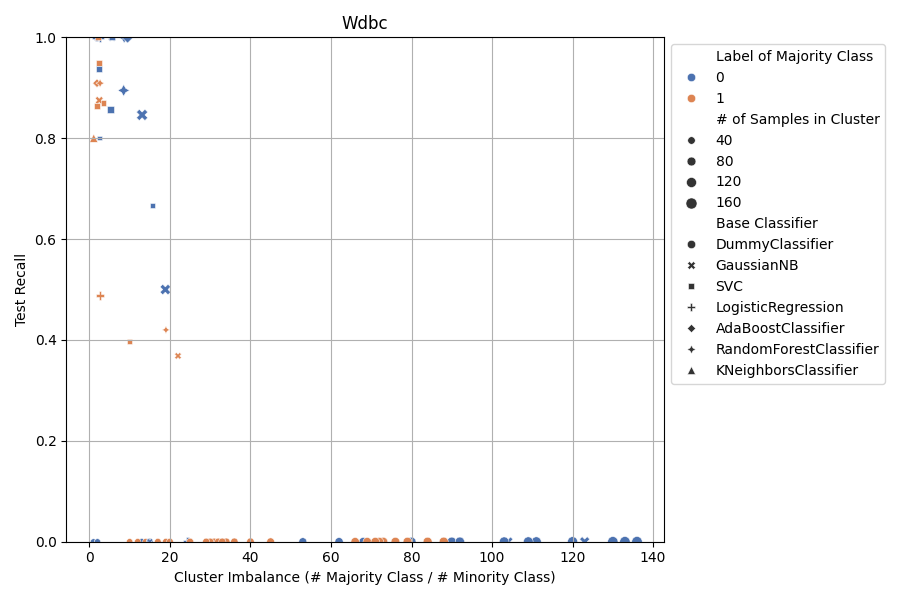 Wdbc
1.0
0.8
0.6
0.4
0.2
0.0
Test Recall
0
20
40
60
80
100
120
140
Cluster Imbalance (# Majority Class / # Minority Class)
Label of Majority Class
0
1
# of Samples in Cluster
40
80
120
160
Base Classifier
DummyClassifier
GaussianNB
SVC
LogisticRegression
AdaBoostClassifier
RandomForestClassifier
KNeighborsClassifier